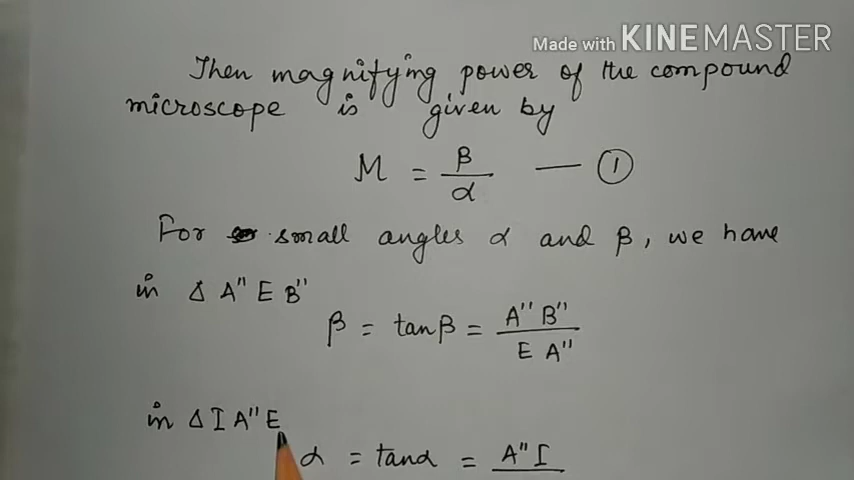 Made with KINEMASTER
Then magnifying power of the compound
microscope is given by
M = β/α — ①
For small angles α and β, we have
in Δ A" E B"
β = tanβ = A" B" / E A"
in Δ I A" E
α = tanα = A" I